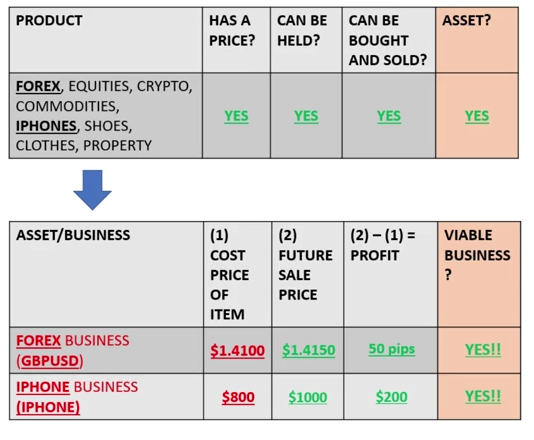 PRODUCT
HAS A
PRICE?
CAN BE
HELD?
CAN BE
BOUGHT
AND SOLD?
ASSET?
FOREX, EQUITIES, CRYPTO,
COMMODITIES,
IPHONES, SHOES,
CLOTHES, PROPERTY
YES
YES
YES
YES
ASSET/BUSINESS
(1)
COST
PRICE
OF
ITEM
(2)
FUTURE
SALE
PRICE
(2) – (1) =
PROFIT
VIABLE
BUSINESS
?
FOREX BUSINESS
(GBPUSD)
$1.4100
$1.4150
50 pips
YES!!
IPHONE BUSINESS
(IPHONE)
$800
$1000
$200
YES!!